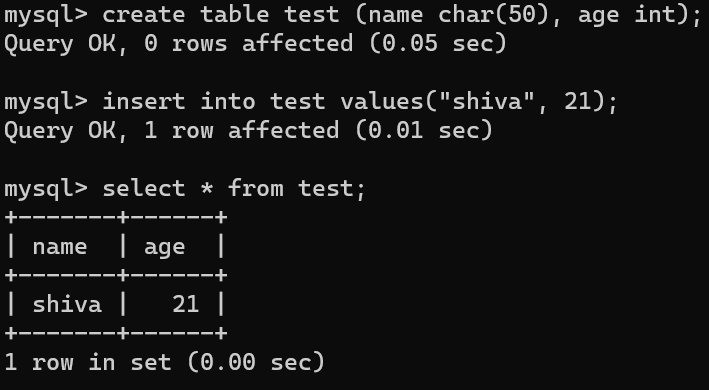 mysql> create table test (name char(50), age int);
Query OK, 0 rows affected (0.05 sec)

mysql> insert into test values("shiva", 21);
Query OK, 1 row affected (0.01 sec)

mysql> select * from test;
+-------+------+
| name  | age  |
+-------+------+
| shiva |   21 |
+-------+------+
1 row in set (0.00 sec)